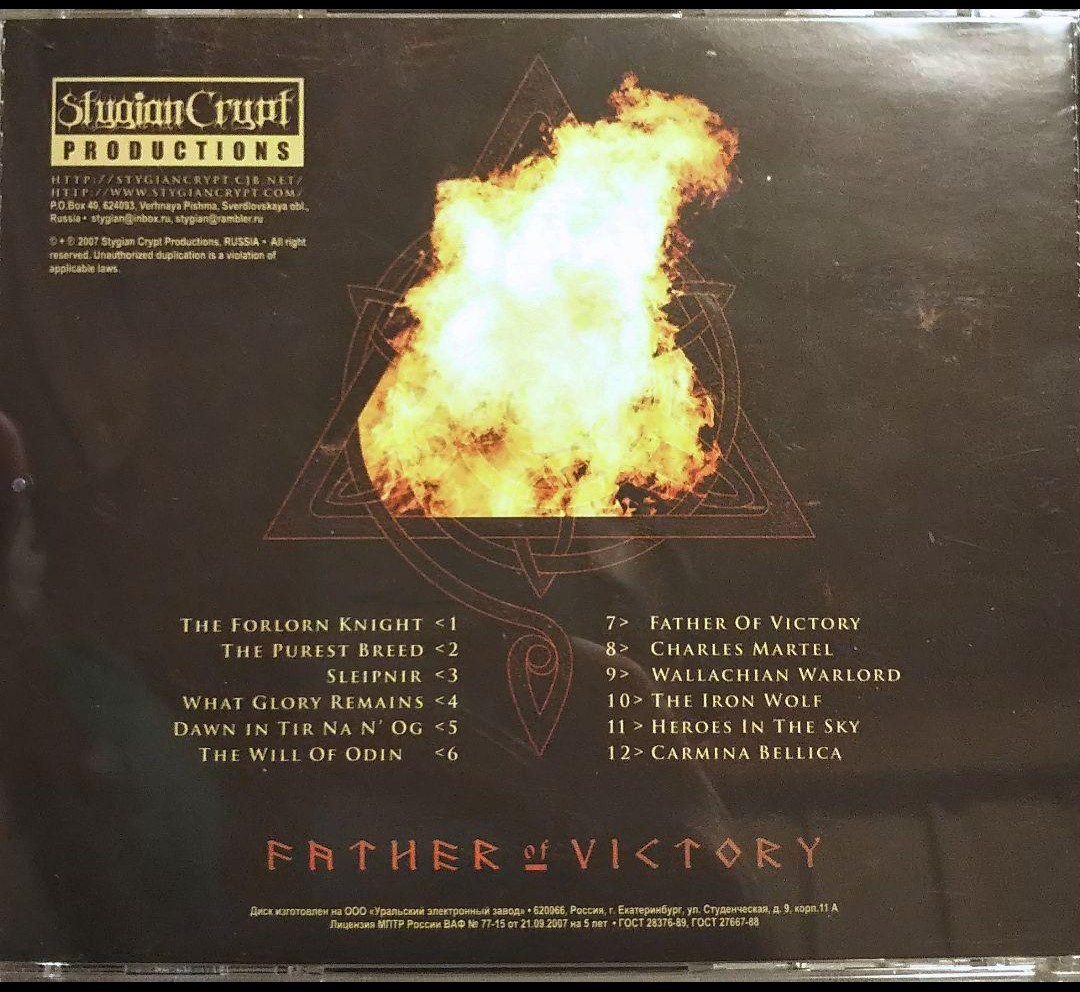 Stygian Crypt
PRODUCTIONS
HTTP://STYGIANCRYPT.CJB.NET/
HTTP://WWW.STYGIANCRYPT.COM/
P.O.Box 40, 624093, Verhnaya Pishma, Sverdlovskaya obl.,
Russia • stygian@inbox.ru, stygian@rambler.ru
© + ℗ 2007 Stygian Crypt Productions, RUSSIA • All right
reserved. Unauthorized duplication is a violation of
applicable laws.
THE FORLORN KNIGHT <1
THE PUREST BREED <2
SLEIPNIR <3
WHAT GLORY REMAINS <4
DAWN IN TIR NA N' OG <5
THE WILL OF ODIN <6
7> FATHER OF VICTORY
8> CHARLES MARTEL
9> WALLACHIAN WARLORD
10> THE IRON WOLF
11> HEROES IN THE SKY
12> CARMINA BELLICA
FATHER of VICTORY
Диск изготовлен на ООО «Уральский электронный завод» • 620066, Россия, г. Екатеринбург, ул. Студенческая, д. 9, корп.11 А
Лицензия МПТР России ВАФ № 77-15 от 21.09.2007 на 5 лет • ГОСТ 28376-89, ГОСТ 27667-88